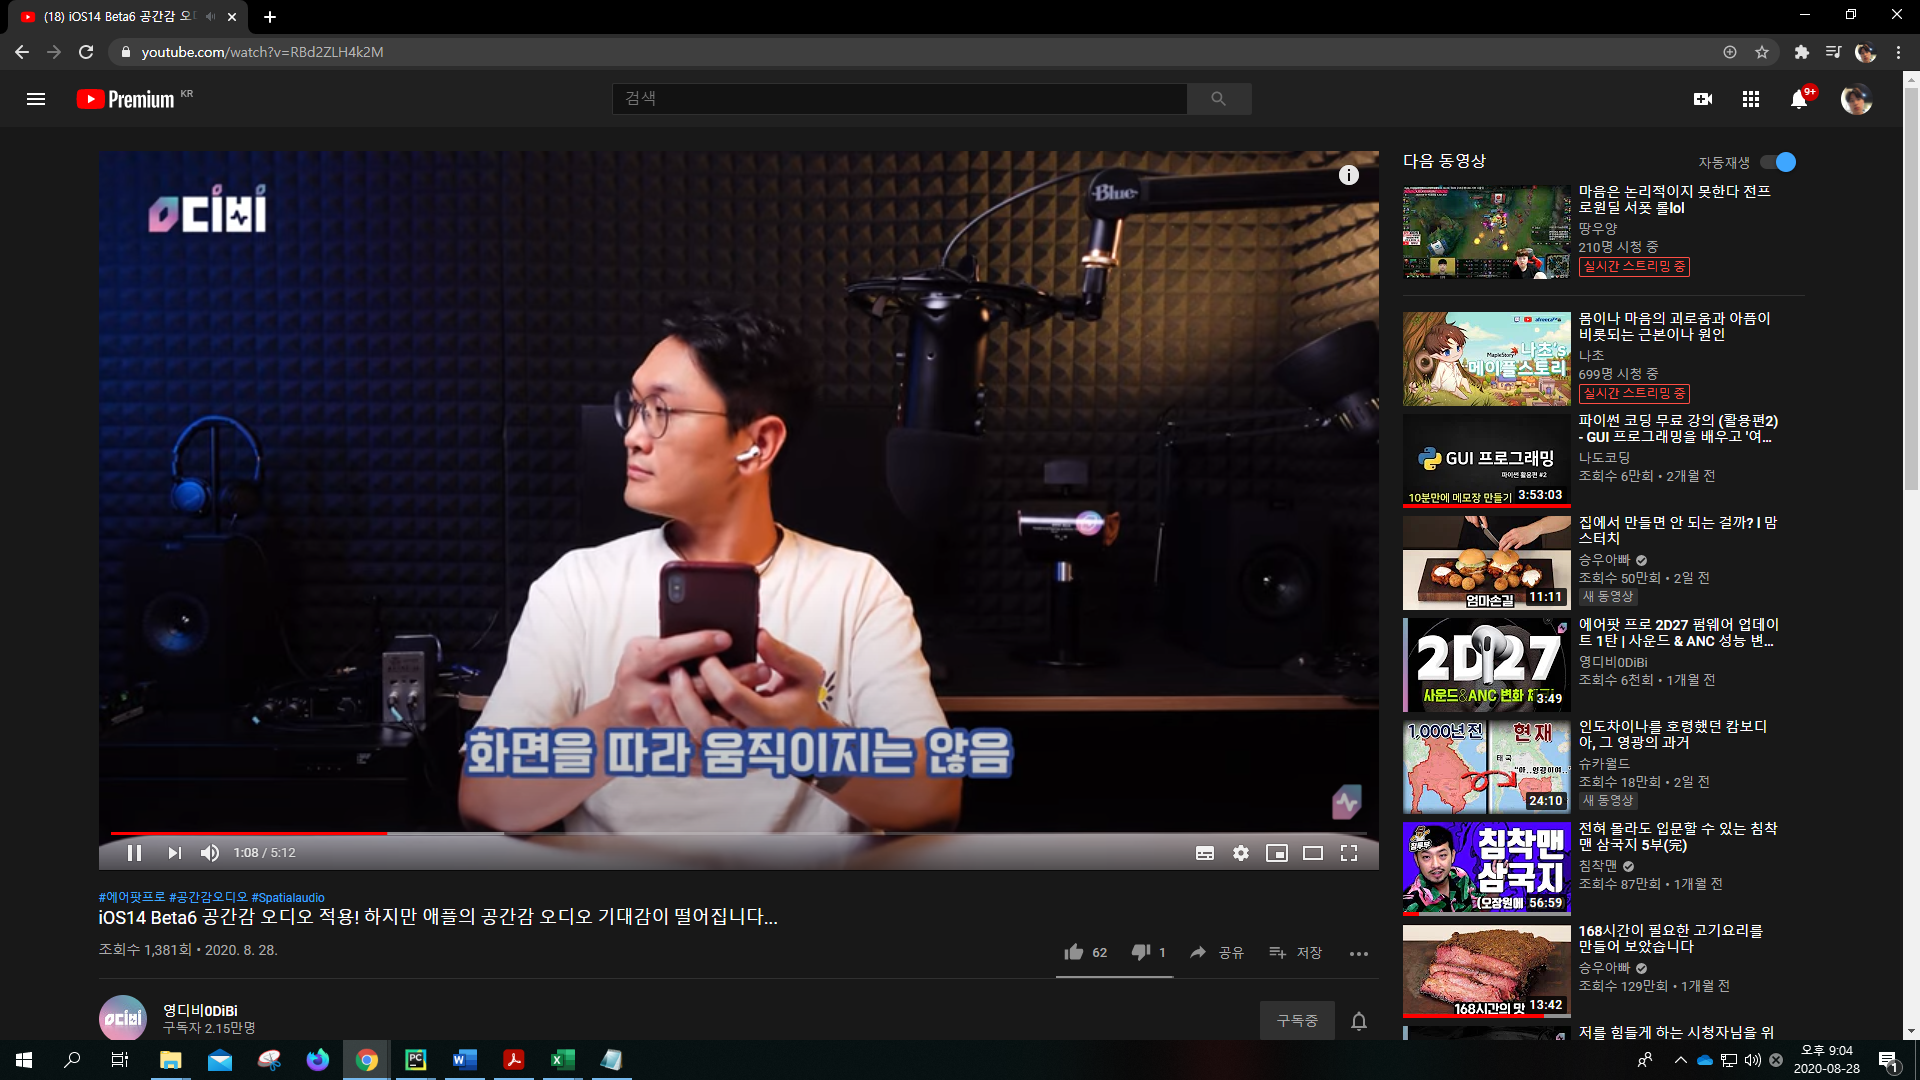 (18) iOS14 Beta6 공간감 오디
youtube.com/watch?v=RBd2ZLH4k2M
Premium KR
검색
9+
0디비
Blue
화면을 따라 움직이지는 않음
1:08 / 5:12
#에어팟프로 #공간감오디오 #Spatialaudio
iOS14 Beta6 공간감 오디오 적용! 하지만 애플의 공간감 오디오 기대감이 떨어집니다...
조회수 1,381회 • 2020. 8. 28.
62
1
공유
저장
0디비
영디비0DiBi
구독자 2.15만명
구독중
다음 동영상
자동재생
마음은 논리적이지 못한다 전프
로원딜 서폿 롤lol
땅우양
210명 시청 중
실시간 스트리밍 중
MapleStory
나초's
메이플스토리
몸이나 마음의 괴로움과 아픔이
비롯되는 근본이나 원인
나초
699명 시청 중
실시간 스트리밍 중
GUI 프로그래밍
파이썬 활용편 #2
10분만에 메모장 만들기
3:53:03
파이썬 코딩 무료 강의 (활용편2)
- GUI 프로그래밍을 배우고 '여...
나도코딩
조회수 6만회 • 2개월 전
엄마손길
11:11
집에서 만들면 안 되는 걸까? l 맘
스터치
승우아빠
조회수 50만회 • 2일 전
새 동영상
2D27
사운드&ANC 변화
3:49
에어팟 프로 2D27 펌웨어 업데이
트 1탄 | 사운드 & ANC 성능 변...
영디비0DiBi
조회수 6천회 • 1개월 전
1,000년 전
현재
태국
"아..영광이여.."
24:10
인도차이나를 호령했던 캄보디
아, 그 영광의 과거
슈카월드
조회수 18만회 • 2일 전
새 동영상
침착맨
삼국지
(오장원에
56:59
전혀 몰라도 입문할 수 있는 침착
맨 삼국지 5부(完)
침착맨
조회수 87만회 • 1개월 전
168시간의 맛
13:42
168시간이 필요한 고기요리를
만들어 보았습니다
승우아빠
조회수 129만회 • 1개월 전
저를 힘들게 하는 시청자님을 위
PC
오후 9:04
2020-08-28
1